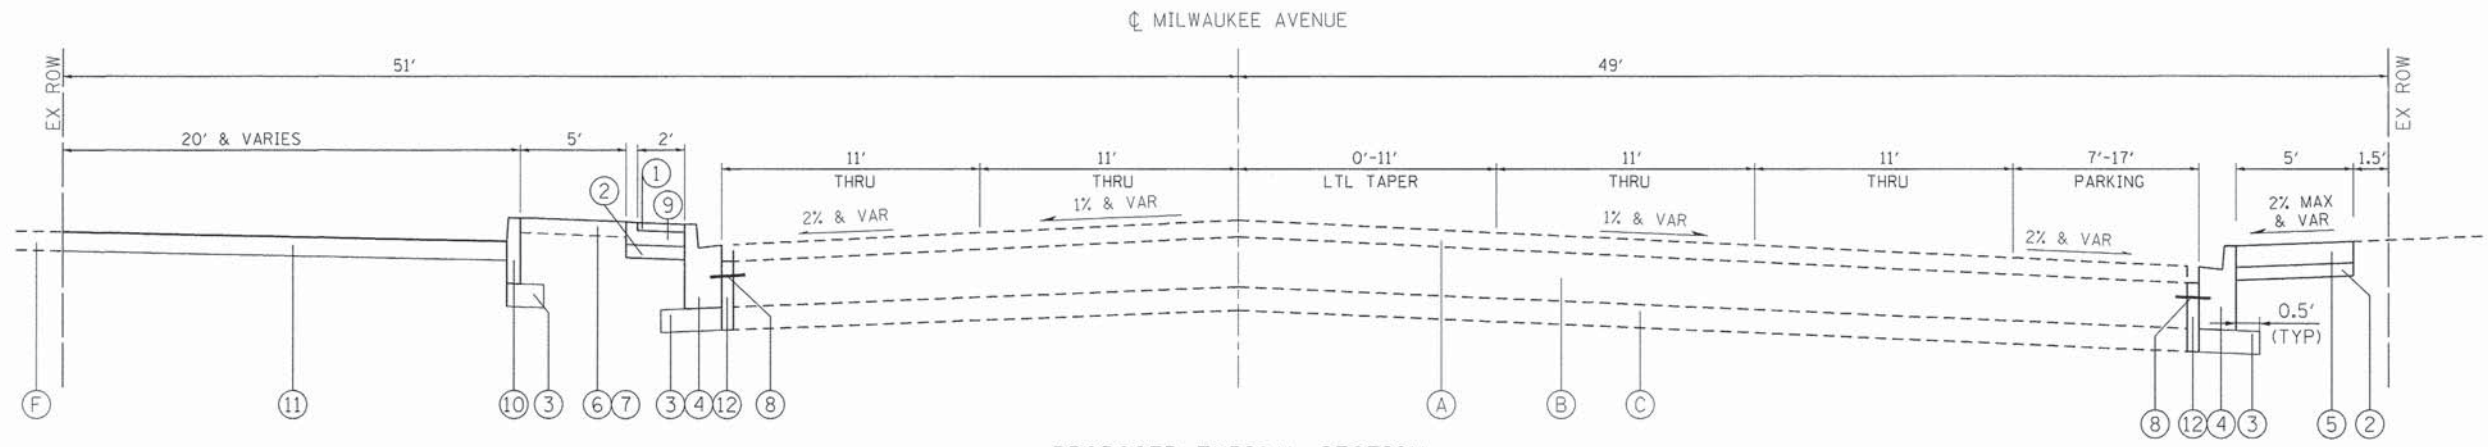 ℄ MILWAUKEE AVENUE
EX ROW
51'
49'
EX ROW
20' & VARIES
5'
2'
11'
THRU
11'
THRU
0'-11'
LTL TAPER
11'
THRU
11'
THRU
7'-17'
PARKING
5'
1.5'
1
2
9
2% & VAR
1% & VAR
1% & VAR
2% & VAR
2% MAX
& VAR
0.5'
(TYP)
F
11
10
3
6
7
3
4
12
8
A
B
C
8
12
4
3
5
2